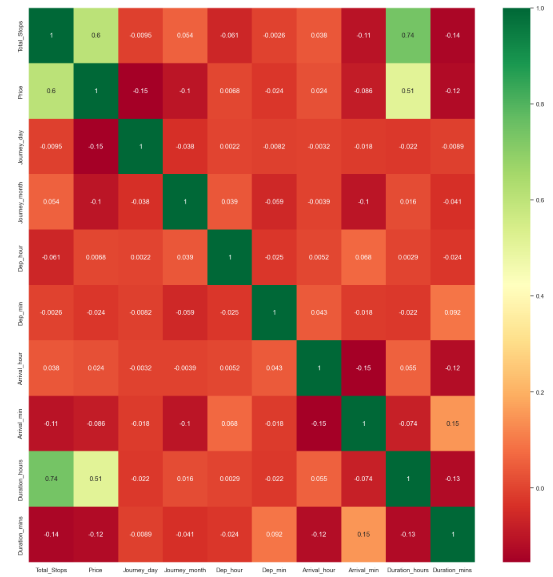 Total_Stops 1 0.6 -0.0095 0.054 -0.061 -0.0026 0.038 -0.11 0.74 -0.14
Price 0.6 1 -0.15 -0.1 0.0068 -0.024 0.024 -0.086 0.51 -0.12
Journey_day -0.0095 -0.15 1 -0.038 0.0022 -0.0082 -0.0032 -0.018 -0.022 -0.0089
Journey_month 0.054 -0.1 -0.038 1 0.039 -0.059 -0.0039 -0.1 0.016 -0.041
Dep_hour -0.061 0.0068 0.0022 0.039 1 -0.025 0.0052 0.068 0.0029 -0.024
Dep_min -0.0026 -0.024 -0.0082 -0.059 -0.025 1 0.043 -0.018 -0.022 0.092
Arrival_hour 0.038 0.024 -0.0032 -0.0039 0.0052 0.043 1 -0.15 0.055 -0.12
Arrival_min -0.11 -0.086 -0.018 -0.1 0.068 -0.018 -0.15 1 -0.074 0.15
Duration_hours 0.74 0.51 -0.022 0.016 0.0029 -0.022 0.055 -0.074 1 -0.13
Duration_mins -0.14 -0.12 -0.0089 -0.041 -0.024 0.092 -0.12 0.15 -0.13 1
Total_Stops Price Journey_day Journey_month Dep_hour Dep_min Arrival_hour Arrival_min Duration_hours Duration_mins
1.0
0.8
0.6
0.4
0.2
0.0